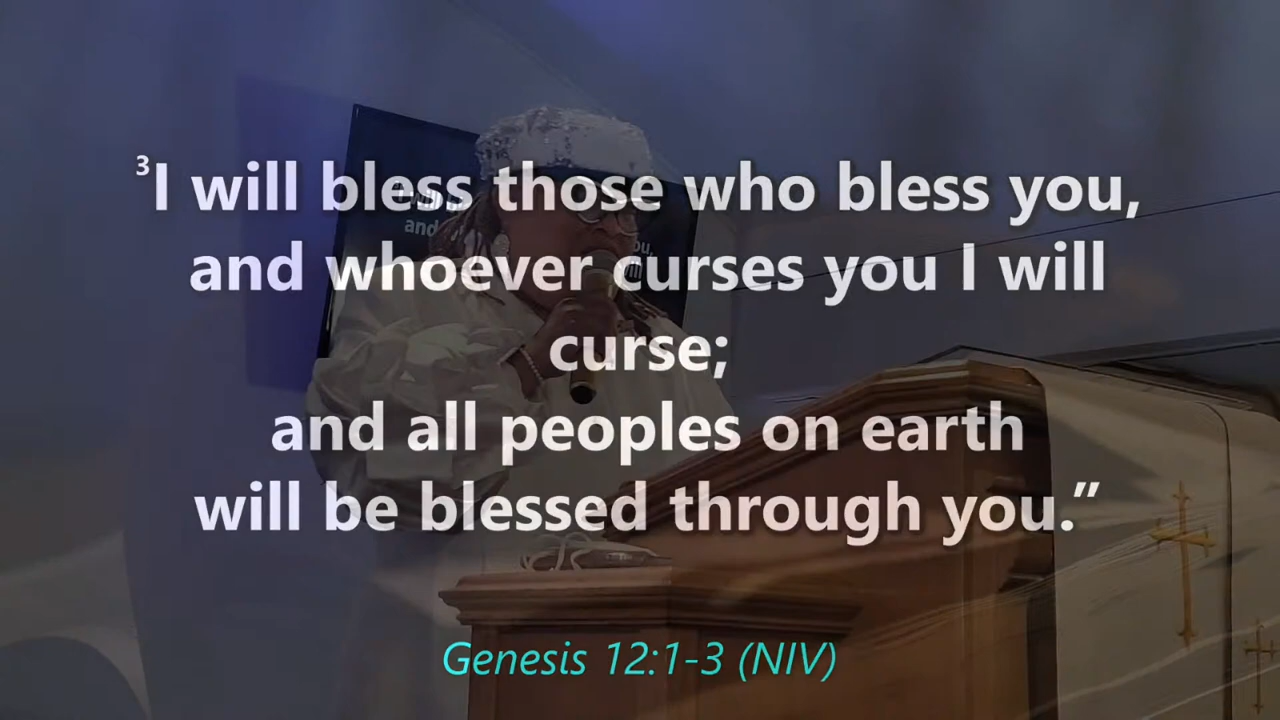 ³I will bless those who bless you,
and whoever curses you I will
curse;
and all peoples on earth
will be blessed through you.”
Genesis 12:1-3 (NIV)